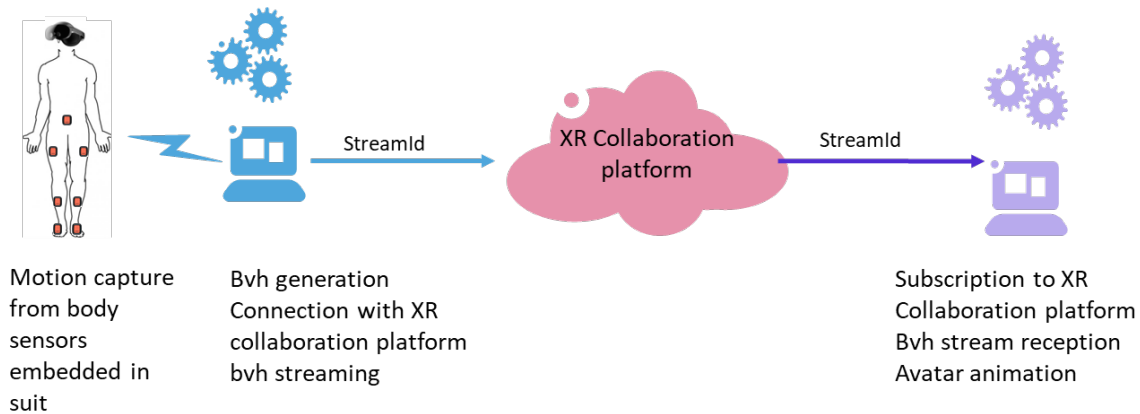 StreamId
XR Collaboration
platform
StreamId
Motion capture
from body
sensors
embedded in
suit
Bvh generation
Connection with XR
collaboration platform
bvh streaming
Subscription to XR
Collaboration platform
Bvh stream reception
Avatar animation